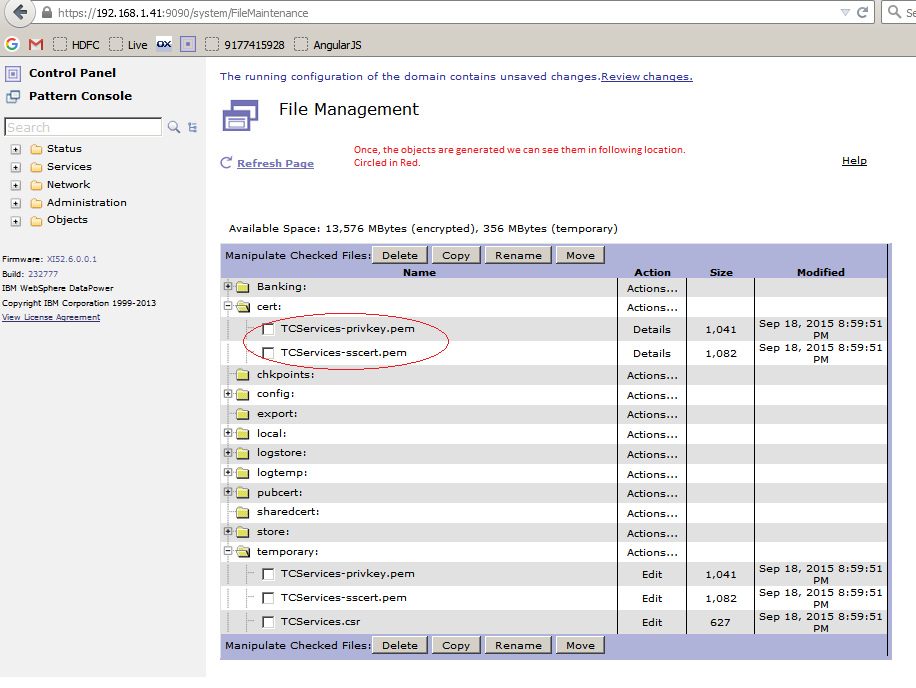 https://192.168.1.41:9090/system/FileMaintenance
Se
HDFC Live ox 9177415928 AngularJS
Control Panel
Pattern Console
Search
Status
Services
Network
Administration
Objects
Firmware: XI52.6.0.0.1
Build: 232777
IBM WebSphere DataPower
Copyright IBM Corporation 1999-2013
View License Agreement
The running configuration of the domain contains unsaved changes.Review changes.
File Management
Refresh Page
Once, the objects are generated we can see them in following location.
Circled in Red.
Help
Available Space: 13,576 MBytes (encrypted), 356 MBytes (temporary)
Manipulate Checked Files: Delete Copy Rename Move
Name Action Size Modified
Banking: Actions...
cert: Actions...
TCServices-privkey.pem Details 1,041 Sep 18, 2015 8:59:51
PM
TCServices-sscert.pem Details 1,082 Sep 18, 2015 8:59:51
PM
chkpoints: Actions...
config: Actions...
export: Actions...
local: Actions...
logstore: Actions...
logtemp: Actions...
pubcert: Actions...
sharedcert: Actions...
store: Actions...
temporary: Actions...
TCServices-privkey.pem Edit 1,041 Sep 18, 2015 8:59:51
PM
TCServices-sscert.pem Edit 1,082 Sep 18, 2015 8:59:51
PM
TCServices.csr Edit 627 Sep 18, 2015 8:59:51
PM
Manipulate Checked Files: Delete Copy Rename Move